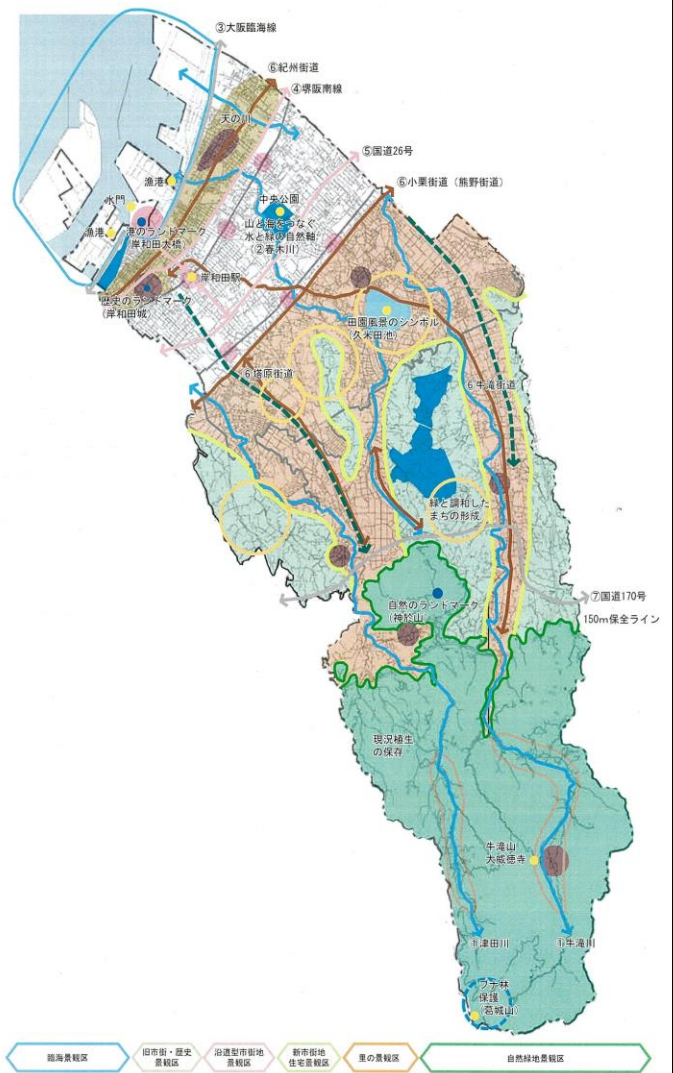 ③大阪臨海線
⑥紀州街道
④堺阪南線
天の川
⑤国道26号
漁港
⑥小栗街道（熊野街道）
中央公園
水門
山と海をつなぐ
水と緑の自然軸
（②春木川）
漁港
港のランドマーク
（岸和田大橋）
岸和田駅
歴史のランドマーク
（岸和田城）
田園風景のシンボル
（久米田池）
⑥塔原街道
⑥牛滝街道
緑と調和した
まちの形成
⑦国道170号
自然のランドマーク
（神於山）
150m保全ライン
現況植生
の保存
牛滝山
大威徳寺
①津田川
①牛滝川
ブナ林
保護
（葛城山）
臨海景観区
旧市街・歴史
景観区
沿道型市街地
景観区
新市街地
住宅景観区
里の景観区
自然緑地景観区